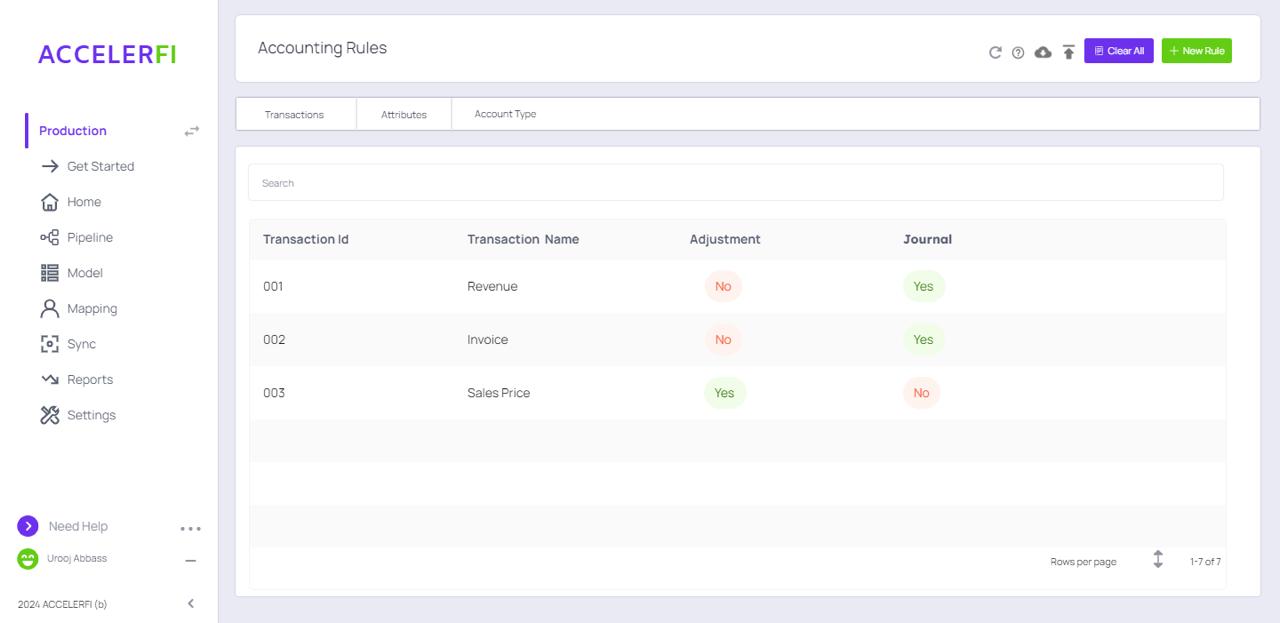 ACCELERFI
Production
Get Started
Home
Pipeline
Model
Mapping
Sync
Reports
Settings
Need Help
Urooj Abbass
2024 ACCELERFI (b)
Accounting Rules
Clear All
New Rule
Transactions Attributes Account Type
Search
Transaction Id Transaction Name Adjustment Journal
001 Revenue No Yes
002 Invoice No Yes
003 Sales Price Yes No
Rows per page 1-7 of 7